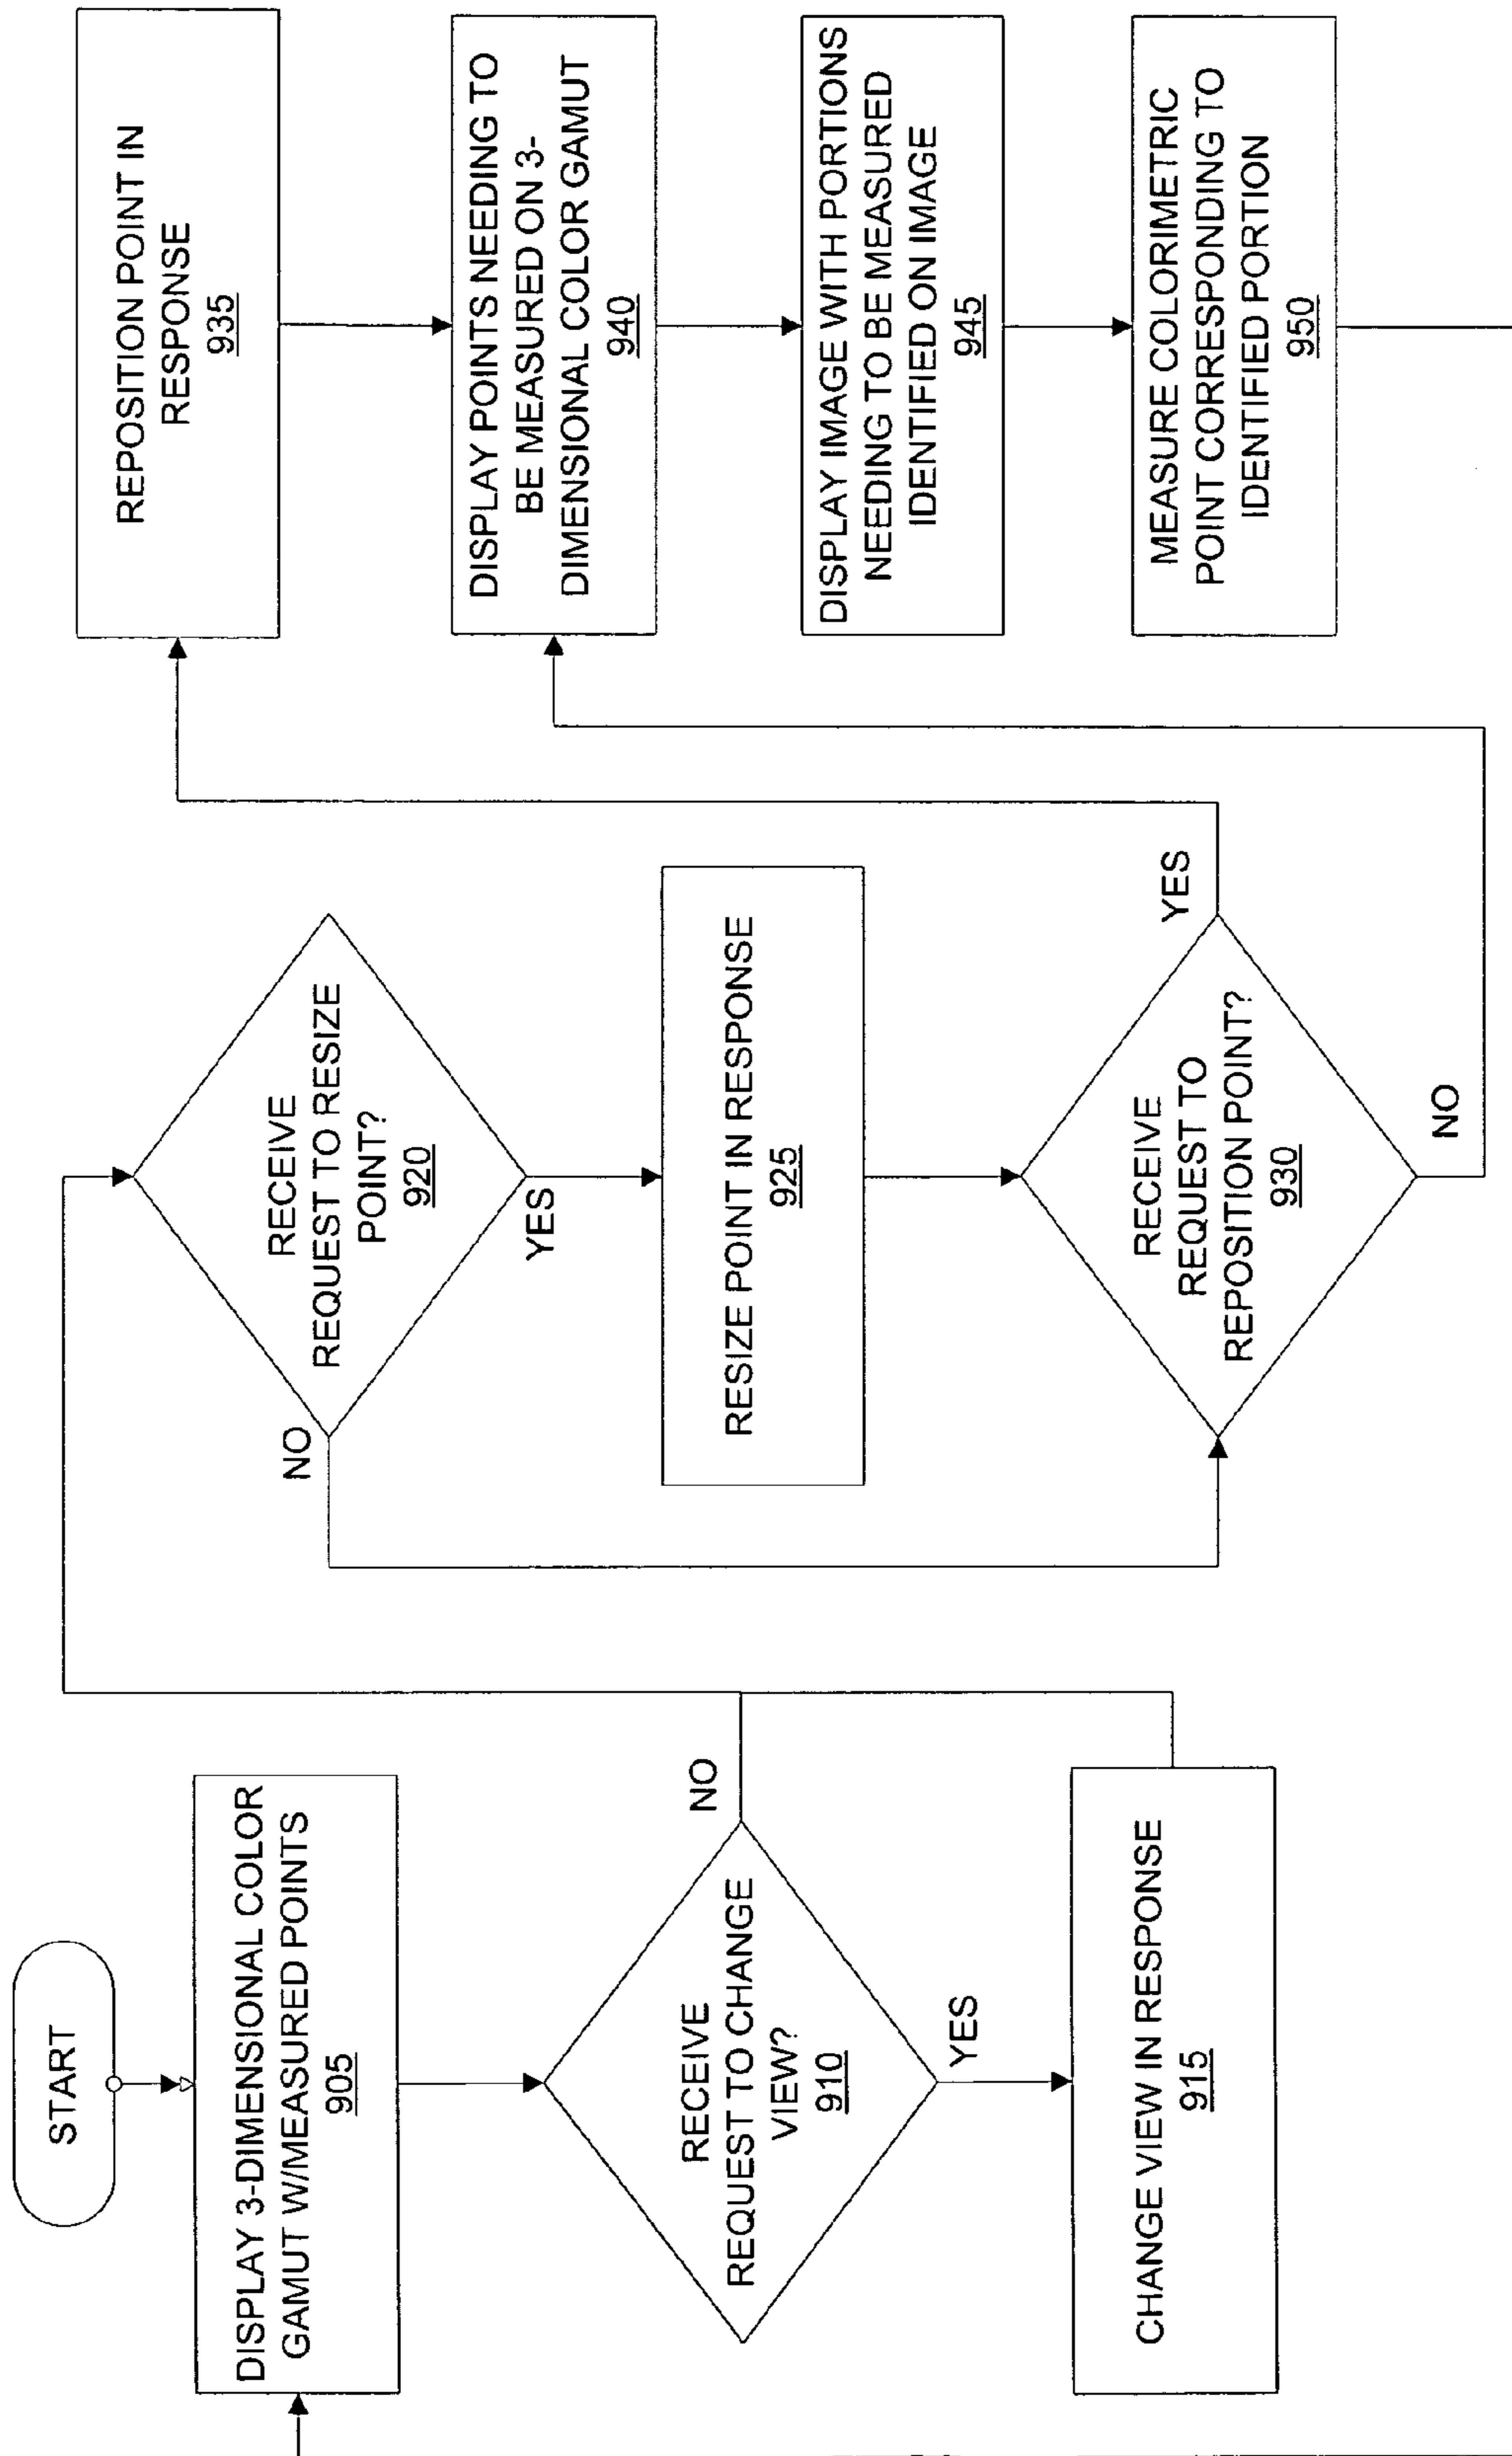 START
DISPLAY 3-DIMENSIONAL COLOR
GAMUT W/MEASURED POINTS
905
RECEIVE
REQUEST TO CHANGE
VIEW?
910
NO
YES
CHANGE VIEW IN RESPONSE
915
RECEIVE
REQUEST TO RESIZE
POINT?
920
NO
YES
RESIZE POINT IN RESPONSE
925
RECEIVE
REQUEST TO
REPOSITION POINT?
930
YES
NO
REPOSITION POINT IN
RESPONSE
935
DISPLAY POINTS NEEDING TO
BE MEASURED ON 3-
DIMENSIONAL COLOR GAMUT
940
DISPLAY IMAGE WITH PORTIONS
NEEDING TO BE MEASURED
IDENTIFIED ON IMAGE
945
MEASURE COLORIMETRIC
POINT CORRESPONDING TO
IDENTIFIED PORTION
950